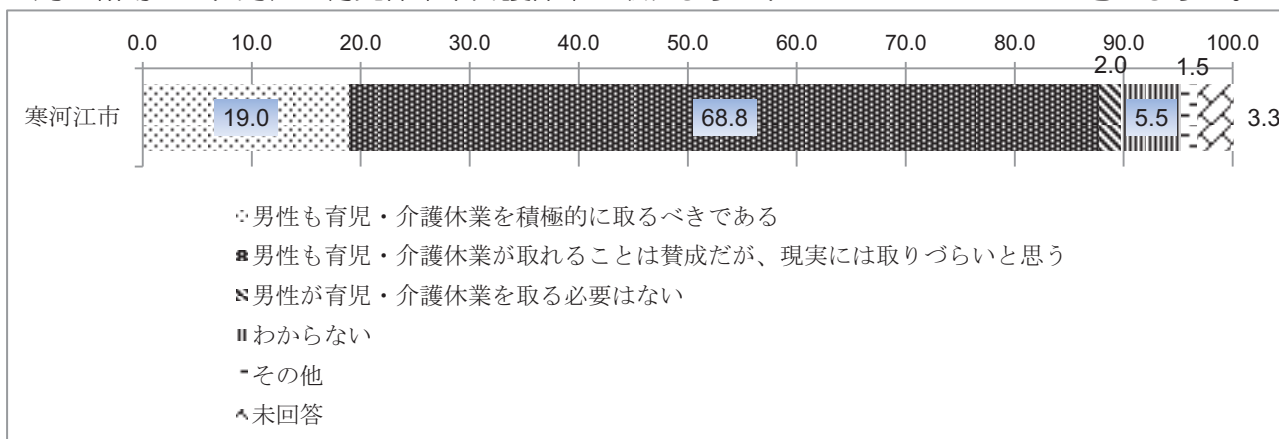 0.0 10.0 20.0 30.0 40.0 50.0 60.0 70.0 80.0 90.0 100.0
寒河江市 19.0 68.8 2.0 5.5 1.5 3.3
男性も育児・介護休業を積極的に取るべきである
男性も育児・介護休業が取れることは賛成だが、現実には取りづらいと思う
男性が育児・介護休業を取る必要はない
わからない
その他
未回答